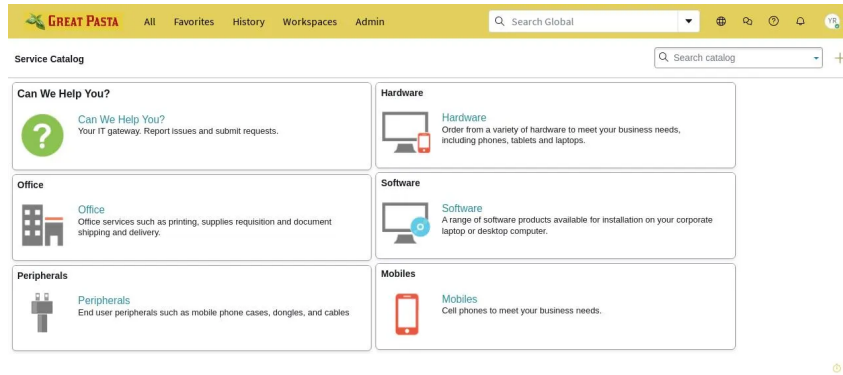 GREAT PASTA All Favorites History Workspaces Admin Search Global YR
Service Catalog Search catalog
Can We Help You?
Can We Help You?
Your IT gateway. Report issues and submit requests.
Hardware
Hardware
Order from a variety of hardware to meet your business needs,
including phones, tablets and laptops.
Office
Office
Office services such as printing, supplies requisition and document
shipping and delivery.
Software
Software
A range of software products available for installation on your corporate
laptop or desktop computer.
Peripherals
Peripherals
End user peripherals such as mobile phone cases, dongles, and cables
Mobiles
Mobiles
Cell phones to meet your business needs.